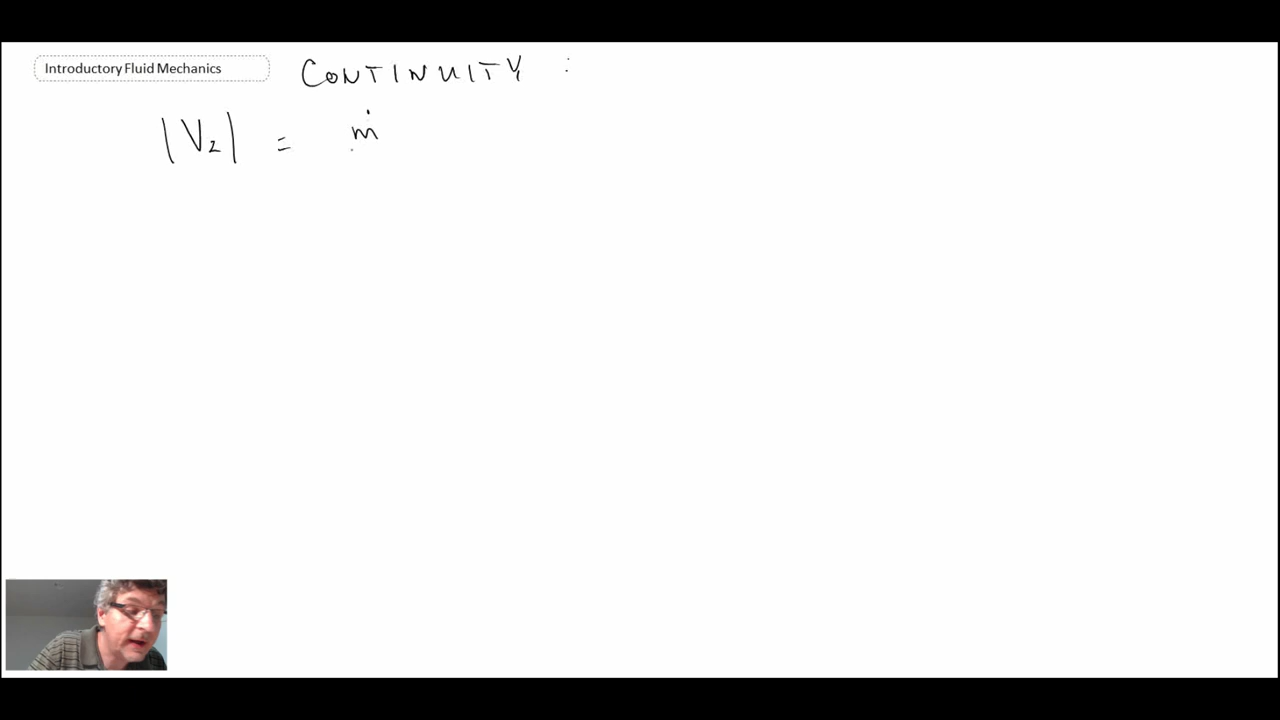 Introductory Fluid Mechanics
CONTINUITY :
|V₂| = ṁ